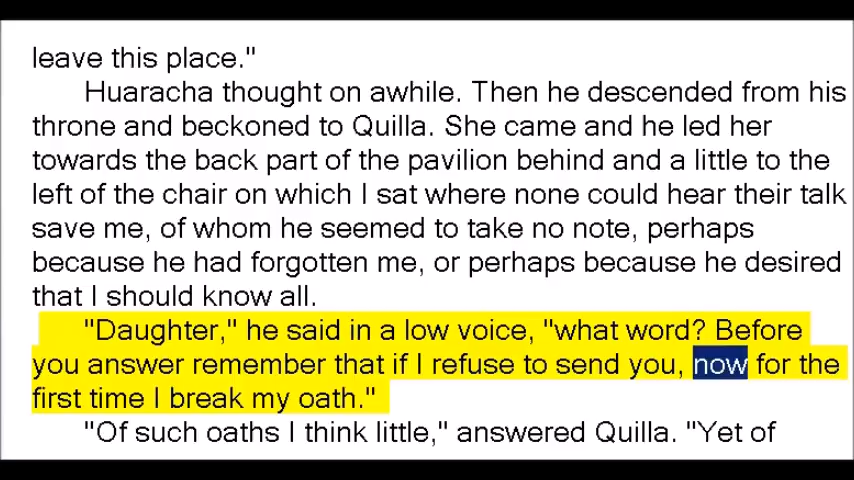 leave this place."
Huaracha thought on awhile. Then he descended from his
throne and beckoned to Quilla. She came and he led her
towards the back part of the pavilion behind and a little to the
left of the chair on which I sat where none could hear their talk
save me, of whom he seemed to take no note, perhaps
because he had forgotten me, or perhaps because he desired
that I should know all.
"Daughter," he said in a low voice, "what word? Before
you answer remember that if I refuse to send you, now for the
first time I break my oath."
"Of such oaths I think little," answered Quilla. "Yet of